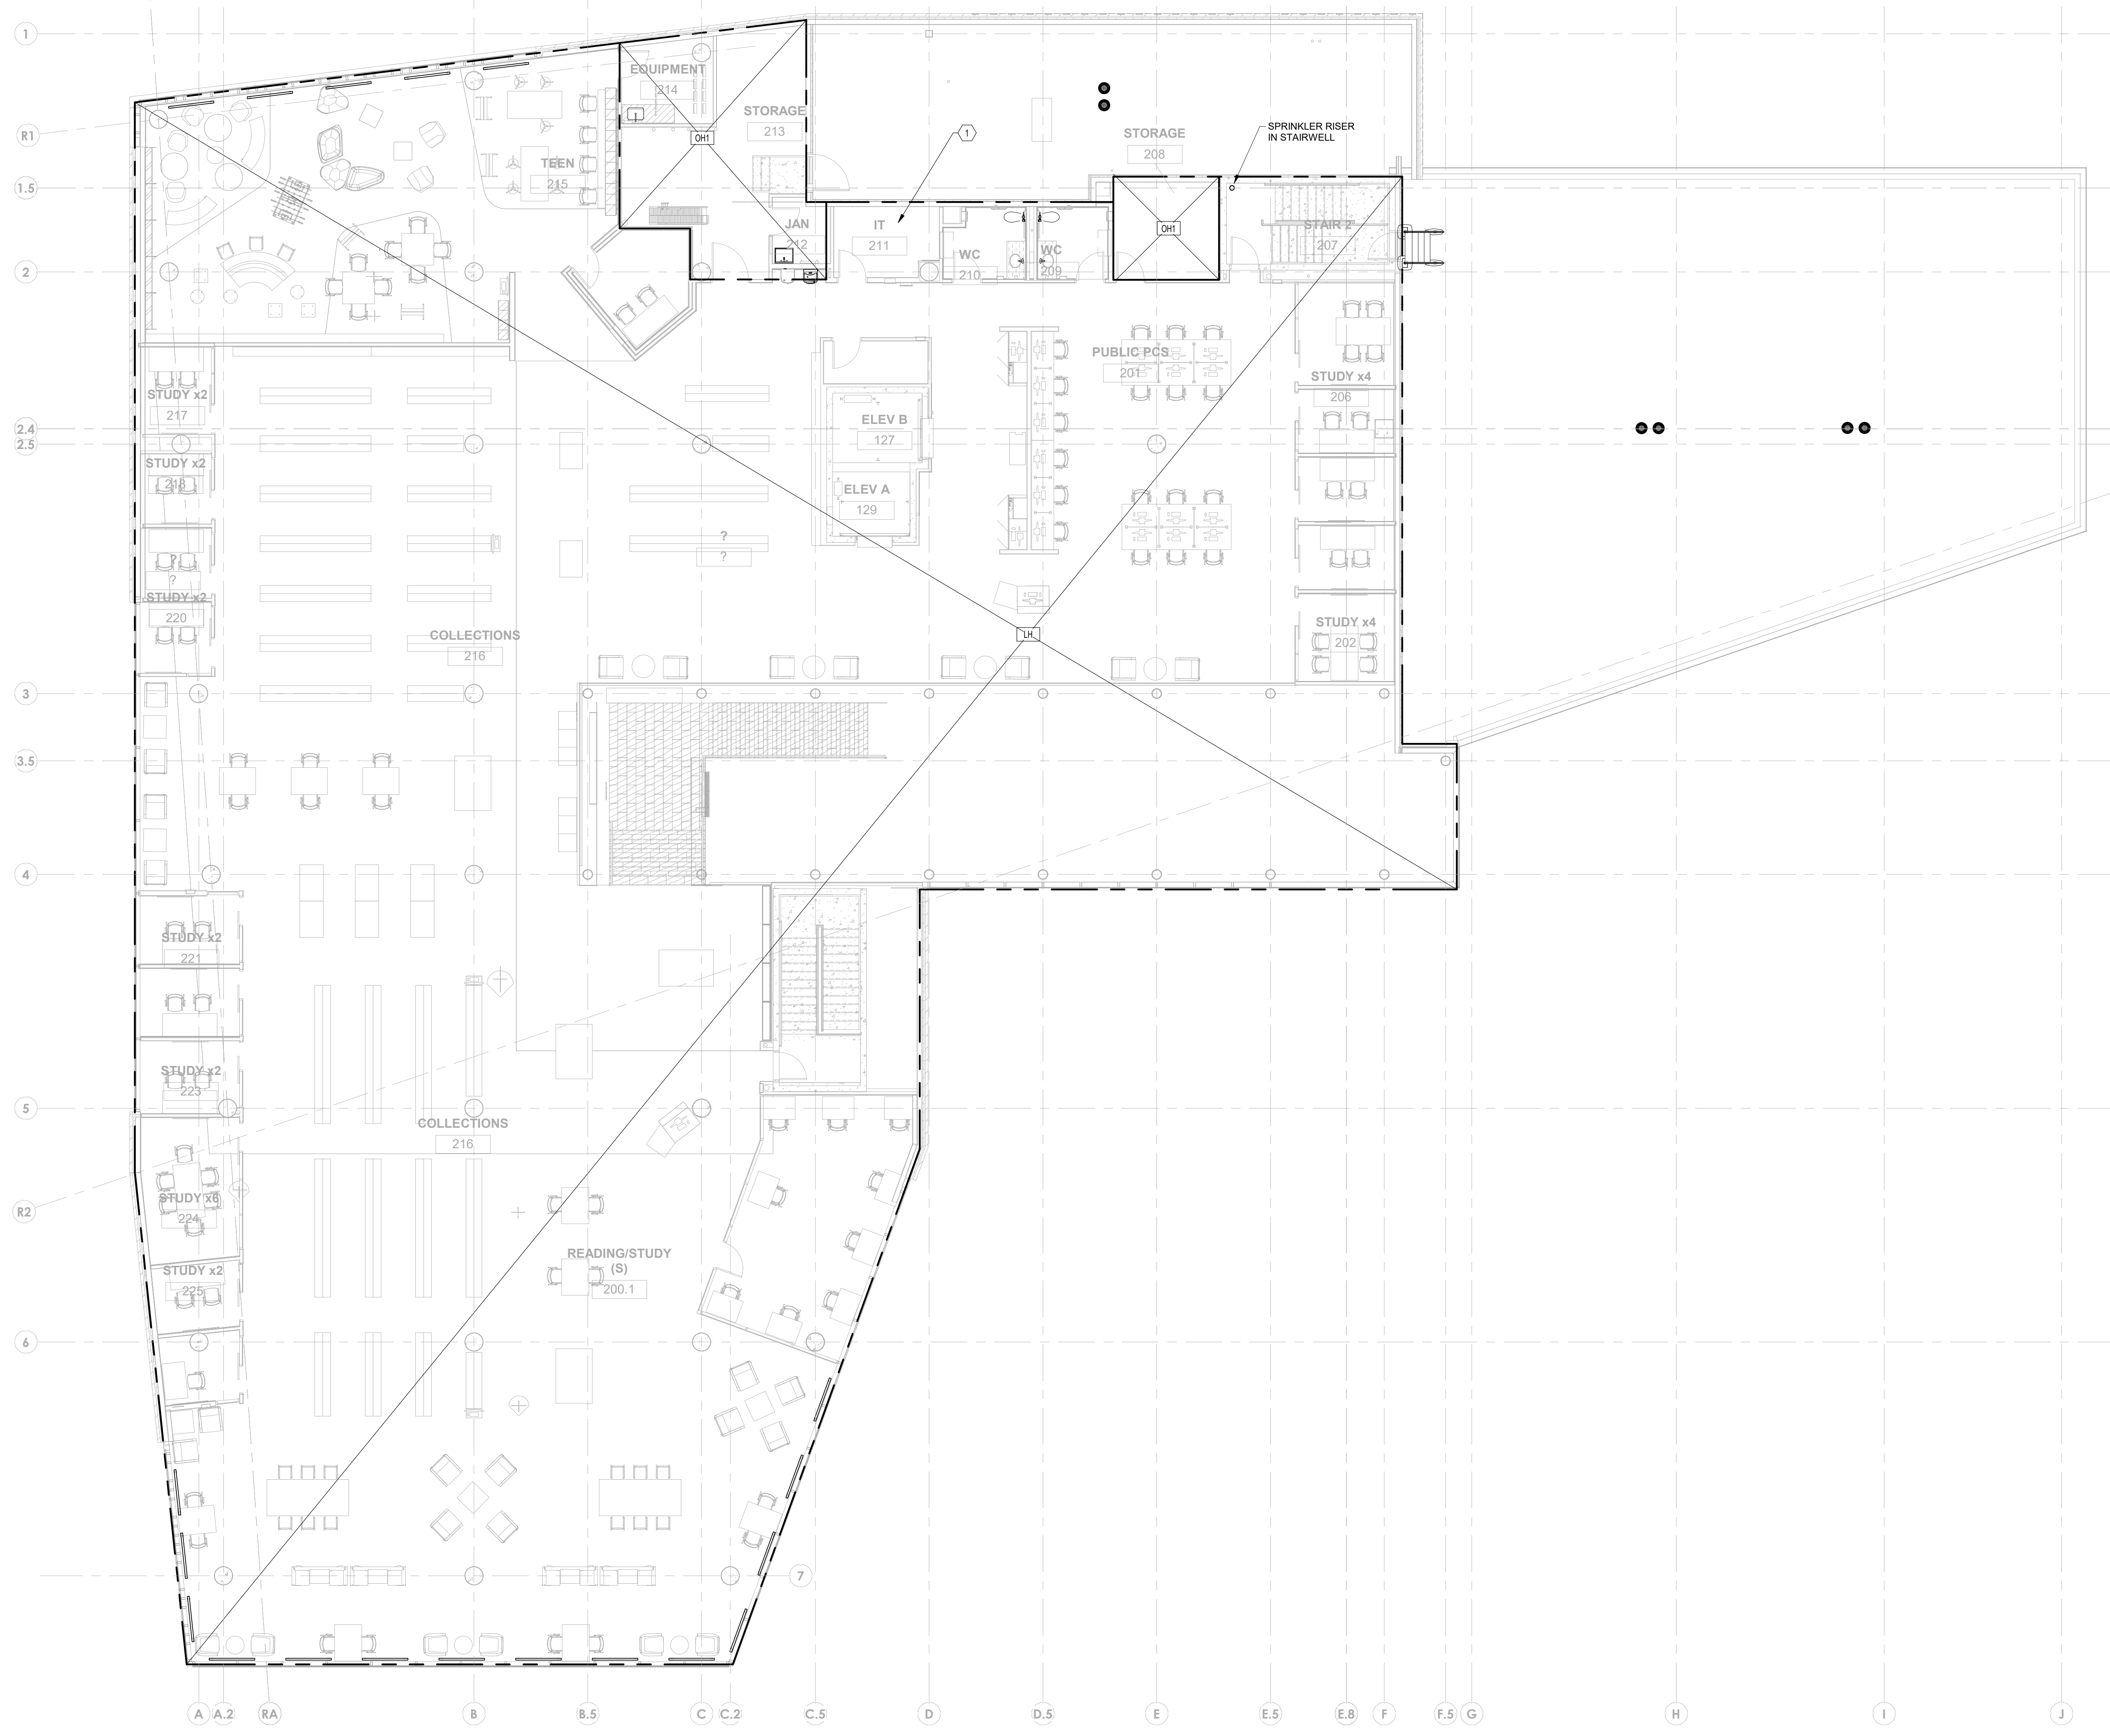 1
EQUIPMENT
214
STORAGE
213
OH1
1
SPRINKLER RISER
IN STAIRWELL
STORAGE
208
R1
TEEN
215
1.5
JAN
212
IT
211
WC
210
WC
209
OH1
STAIR 2
207
2
PUBLIC PCS
201
STUDY x2
217
STUDY x4
206
ELEV B
127
2.4
2.5
STUDY x2
218
ELEV A
129
?
?
?
?
STUDY x2
220
COLLECTIONS
216
LH
STUDY x4
202
3
3.5
4
STUDY x2
221
STUDY x2
223
5
COLLECTIONS
216
STUDY x6
224
R2
READING/STUDY
(S)
200.1
STUDY x2
225
6
7
A
A.2
RA
B
B.5
C
C.2
C.5
D
D.5
E
E.5
E.8
F
F.5
G
H
I
J